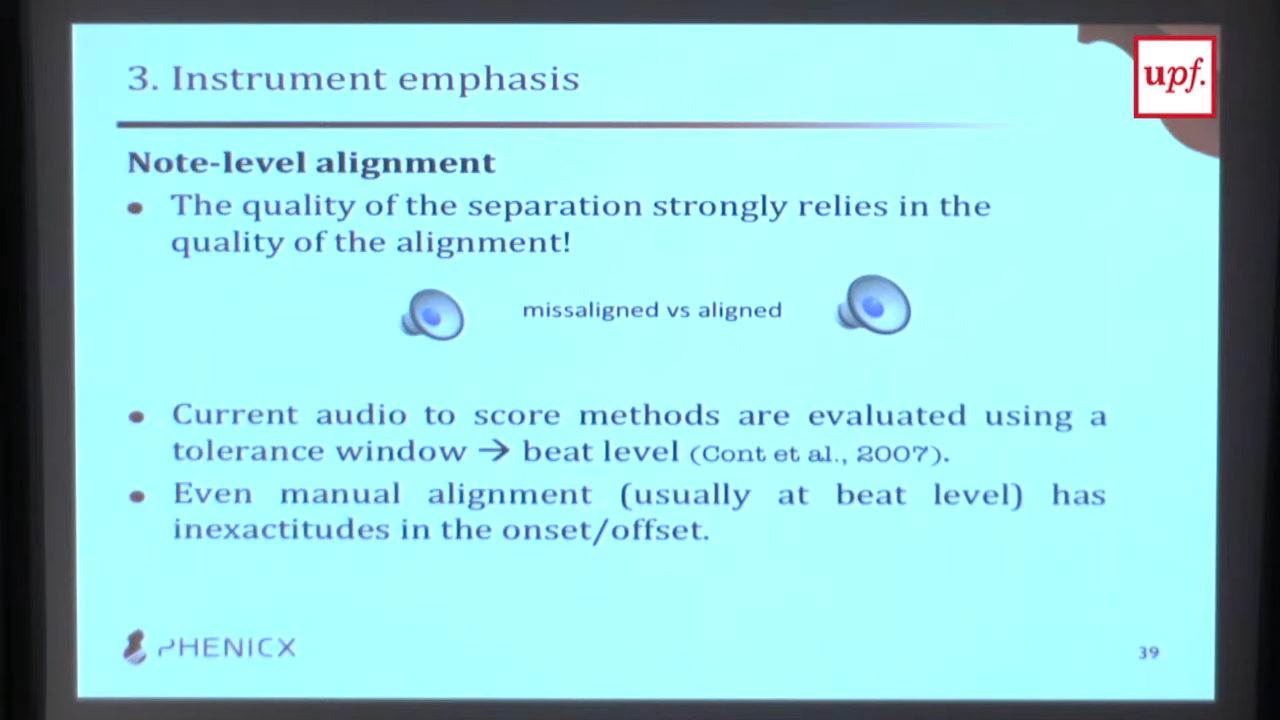 3. Instrument emphasis
upf.
Note-level alignment
• The quality of the separation strongly relies in the
quality of the alignment!
missaligned vs aligned
• Current audio to score methods are evaluated using a
tolerance window → beat level (Cont et al., 2007).
• Even manual alignment (usually at beat level) has
inexactitudes in the onset/offset.
PHENICX
39